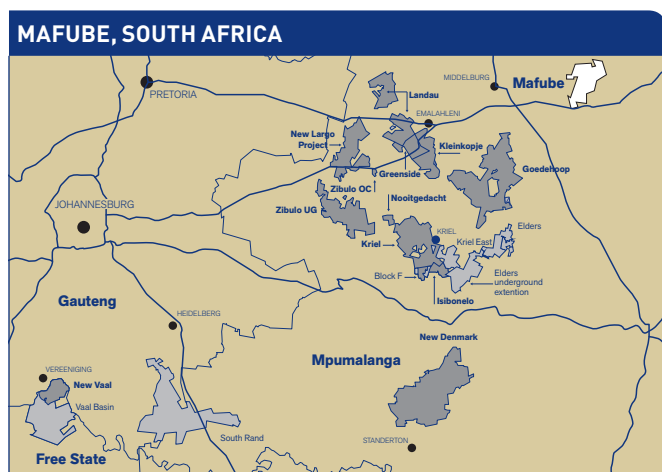 MAFUBE, SOUTH AFRICA
MIDDELBURG
Mafube
PRETORIA
Landau
EMALAHLENI
New Largo
Project
Kleinkopje
Greenside
Goedehoop
Zibulo OC
Nooitgedacht
JOHANNESBURG
Zibulo UG
Elders
KRIEL
Kriel
Kriel East
Block F
Elders
underground
extention
Isibonelo
Gauteng
HEIDELBERG
New Denmark
Mpumalanga
VEREENIGING
New Vaal
Vaal Basin
South Rand
STANDERTON
Free State